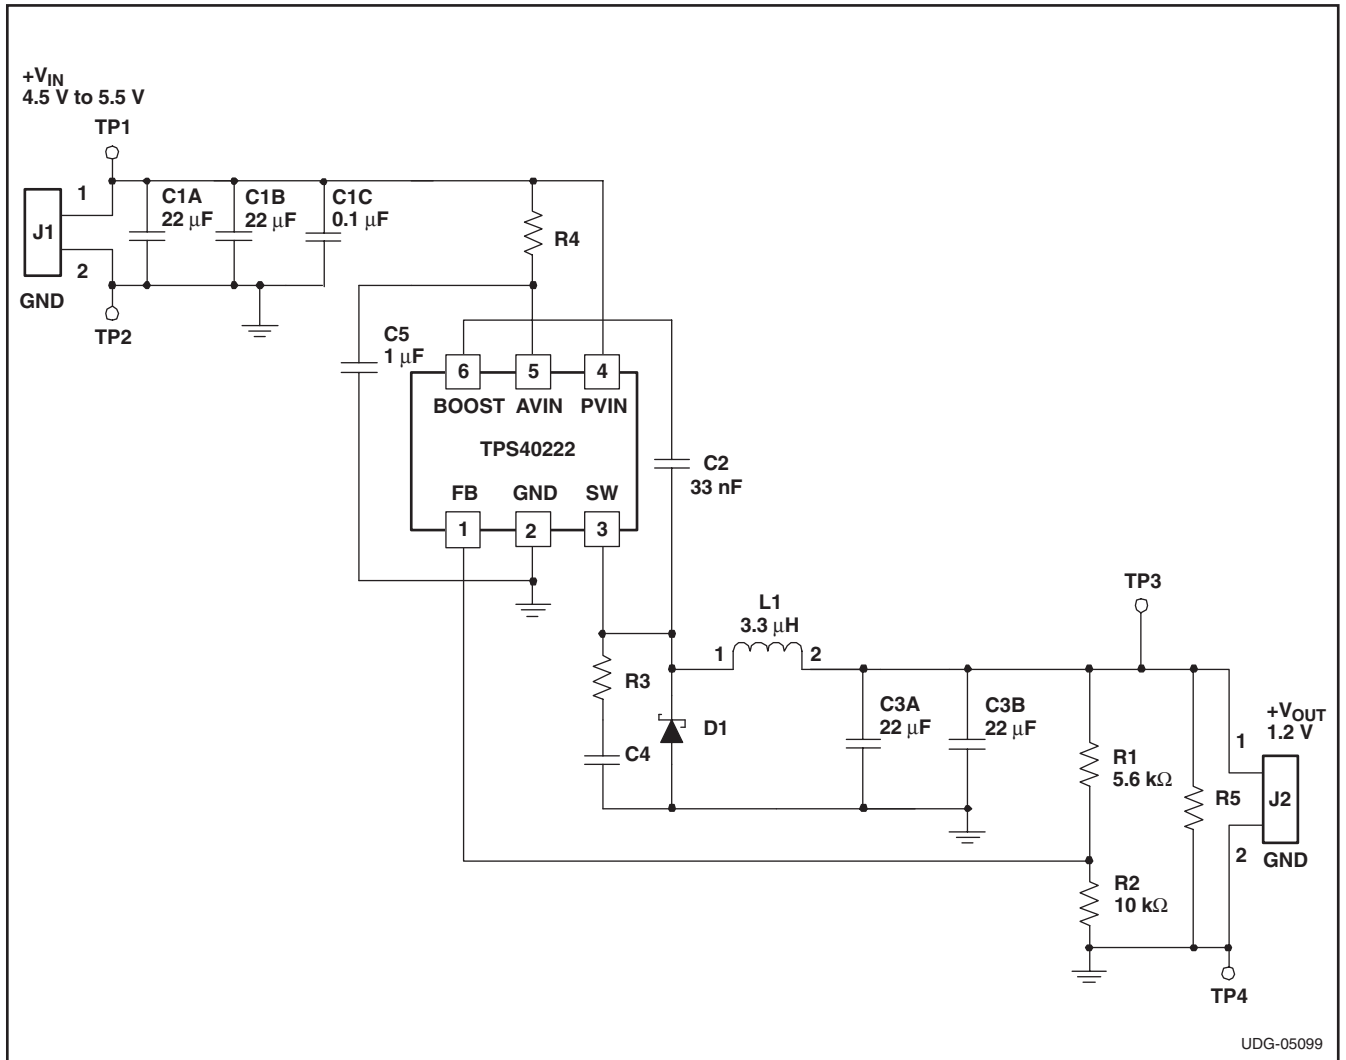 +VIN
4.5 V to 5.5 V
TP1
1
J1
2
GND
TP2
C1A
22 μF
C1B
22 μF
C1C
0.1 μF
R4
C5
1 μF
6
5
4
BOOST AVIN PVIN
TPS40222
FB GND SW
1
2
3
C2
33 nF
L1
3.3 μH
1
2
TP3
R3
C4
D1
C3A
22 μF
C3B
22 μF
R1
5.6 kΩ
R5
+VOUT
1.2 V
1
J2
2
GND
R2
10 kΩ
TP4
UDG-05099